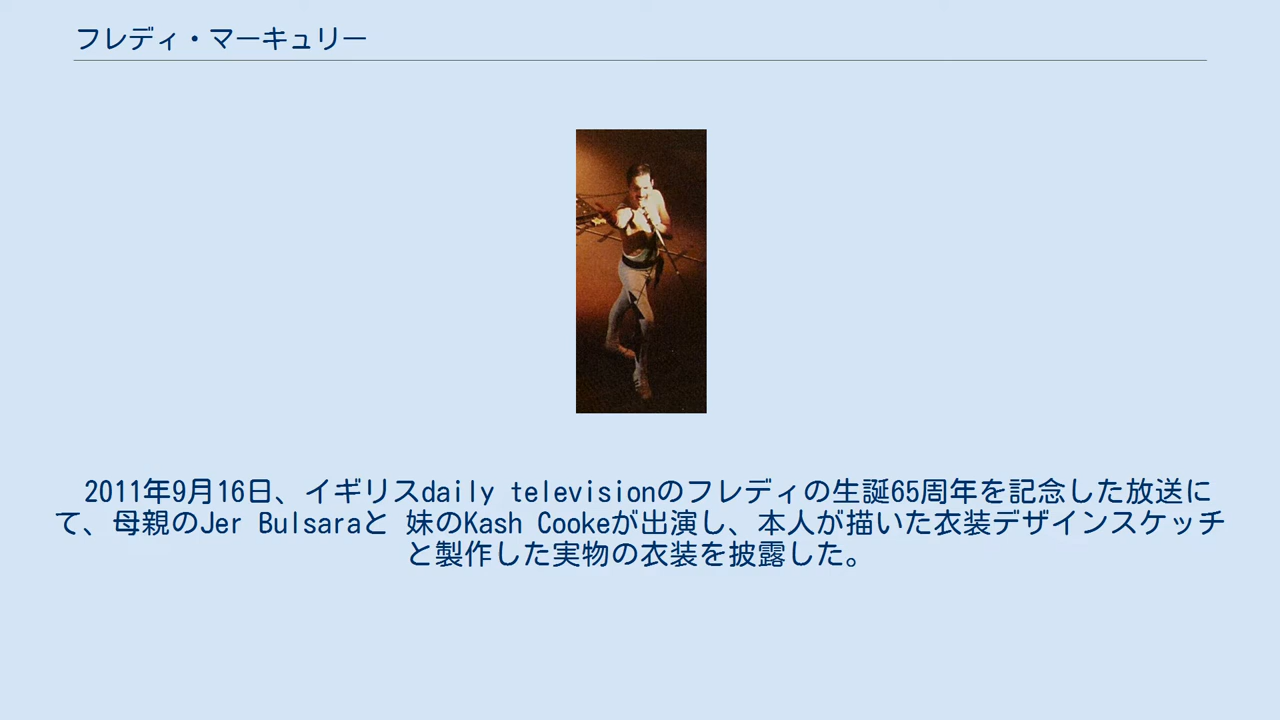 フレディ・マーキュリー
2011年9月16日、イギリスdaily televisionのフレディの生誕65周年を記念した放送に
て、母親のJer Bulsaraと 妹のKash Cookeが出演し、本人が描いた衣装デザインスケッチ
と製作した実物の衣装を披露した。